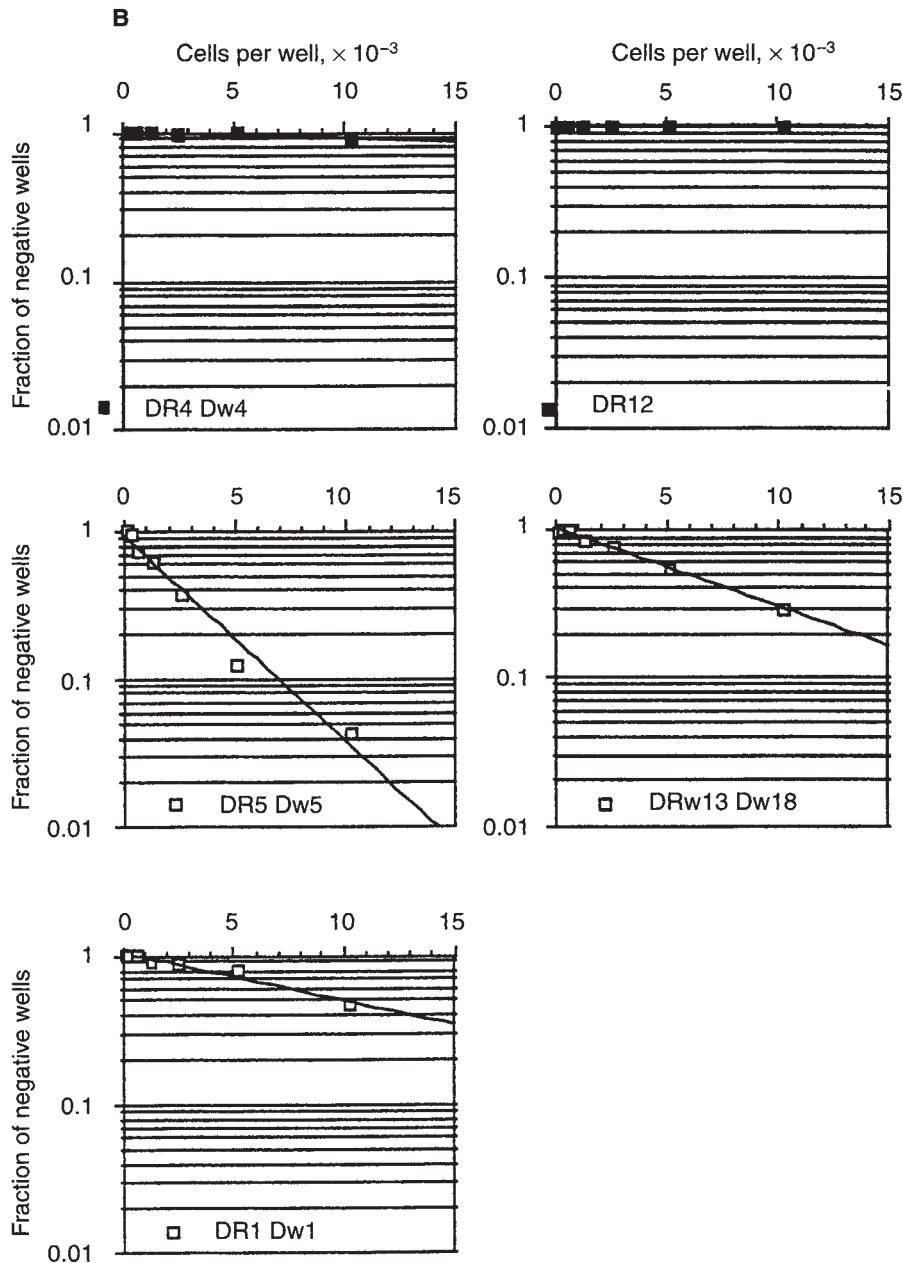 B
Cells per well, × 10⁻³
Cells per well, × 10⁻³
0 5 10 15
0 5 10 15
Fraction of negative wells
1
0.1
0.01
DR4 Dw4
1
0.1
0.01
DR12
0 5 10 15
0 5 10 15
Fraction of negative wells
1
0.1
0.01
DR5 Dw5
1
0.1
0.01
DRw13 Dw18
0 5 10 15
Fraction of negative wells
1
0.1
0.01
DR1 Dw1